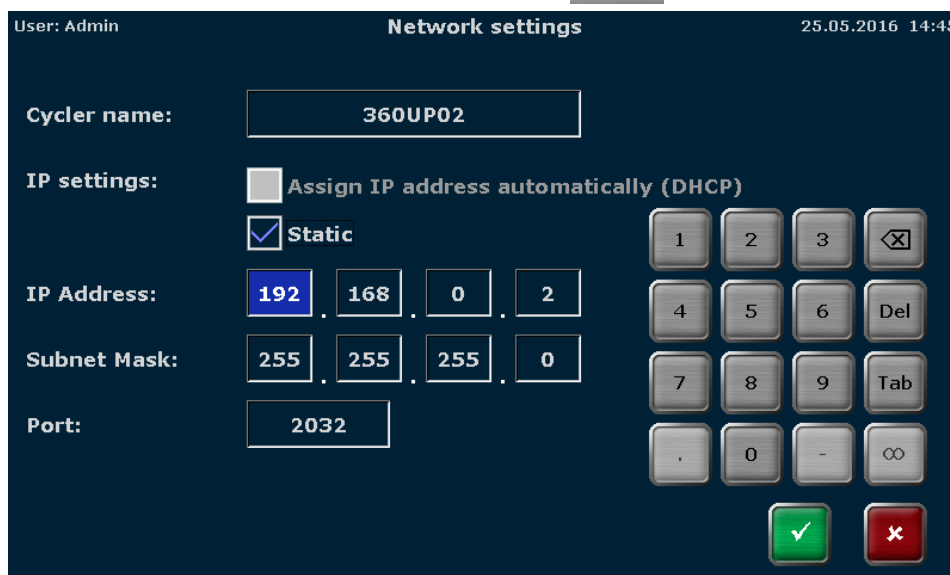 User: Admin Network settings 25.05.2016 14:45
Cycler name: 360UP02
IP settings: Assign IP address automatically (DHCP)
Static
1 2 3
IP Address: 192 . 168 . 0 . 2
4 5 6 Del
Subnet Mask: 255 . 255 . 255 . 0
7 8 9 Tab
Port: 2032
. 0 - ∞